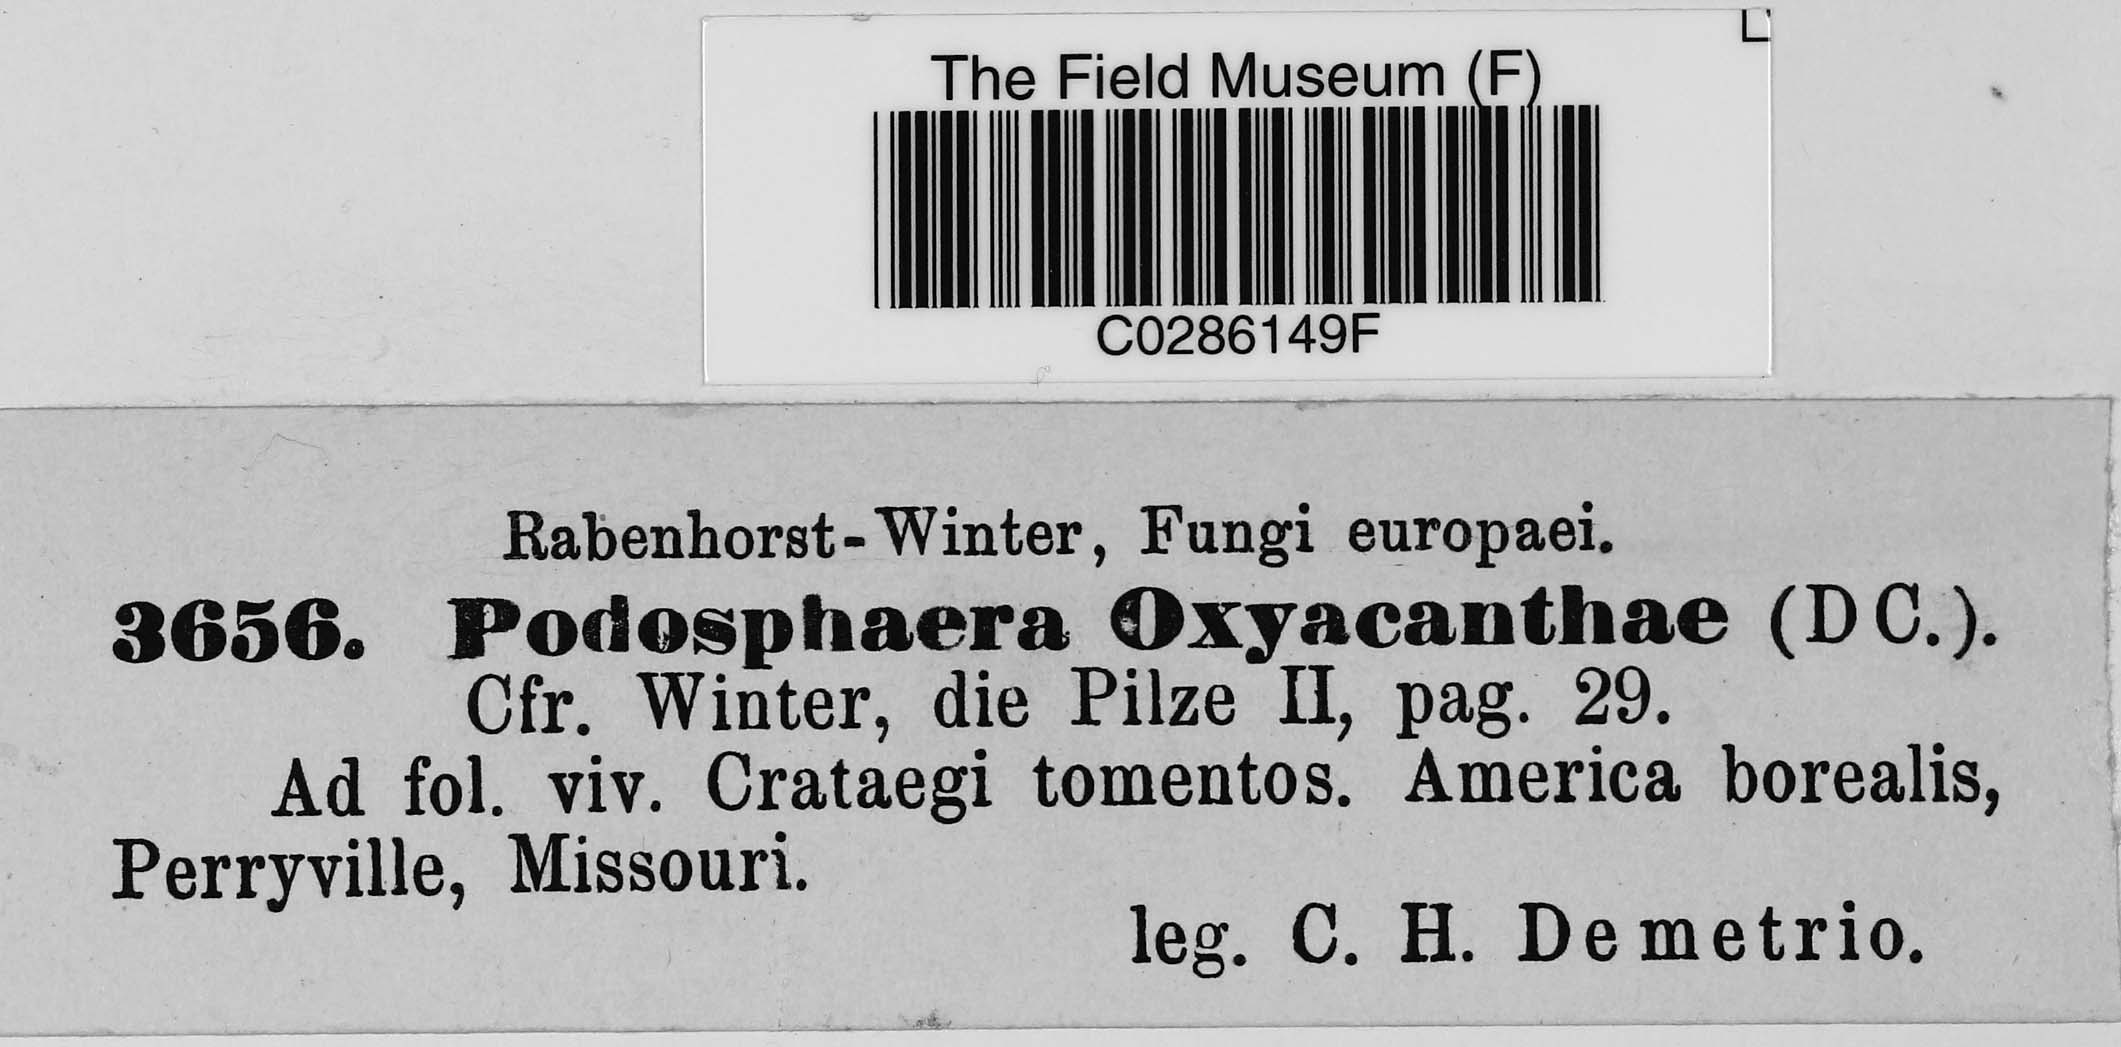 The Field Museum (F)
C0286149F
Rabenhorst-Winter, Fungi europaei.
3656. Podosphaera Oxyacanthae (DC.).
Cfr. Winter, die Pilze II, pag. 29.
Ad fol. viv. Crataegi tomentos. America borealis,
Perryville, Missouri.
leg. C. H. Demetrio.